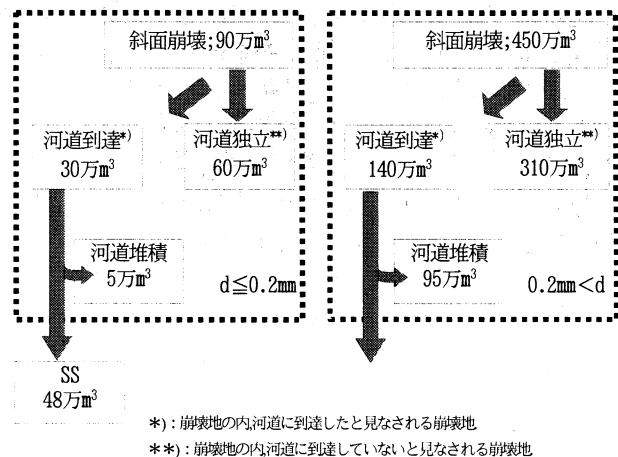 斜面崩壊;90万m³
河道到達*)
30万m³
河道独立**)
60万m³
河道堆積
5万m³
d≦0.2mm
SS
48万m³
斜面崩壊;450万m³
河道到達*)
140万m³
河道独立**)
310万m³
河道堆積
95万m³
0.2mm<d
*):崩壊地の内,河道に到達したと見なされる崩壊地
**):崩壊地の内,河道に到達していないと見なされる崩壊地